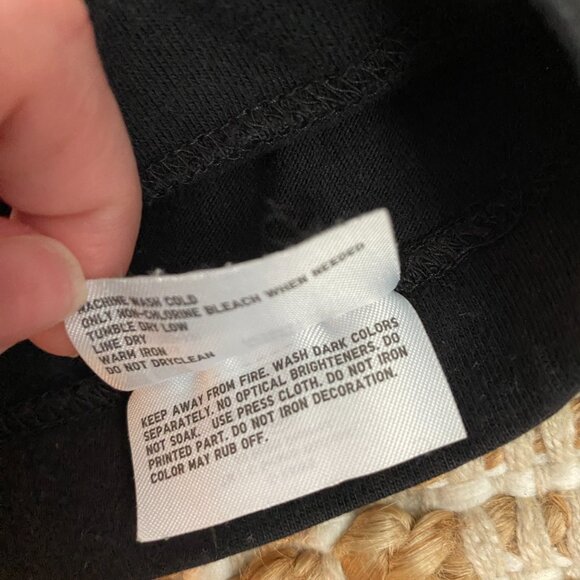 MACHINE WASH COLD
ONLY NON-CHLORINE BLEACH WHEN NEEDED
TUMBLE DRY LOW
LINE DRY
WARM IRON
DO NOT DRYCLEAN
KEEP AWAY FROM FIRE. WASH DARK COLORS
SEPARATELY. NO OPTICAL BRIGHTENERS. DO
NOT SOAK. USE PRESS CLOTH. DO NOT IRON
PRINTED PART. DO NOT IRON DECORATION.
COLOR MAY RUB OFF.